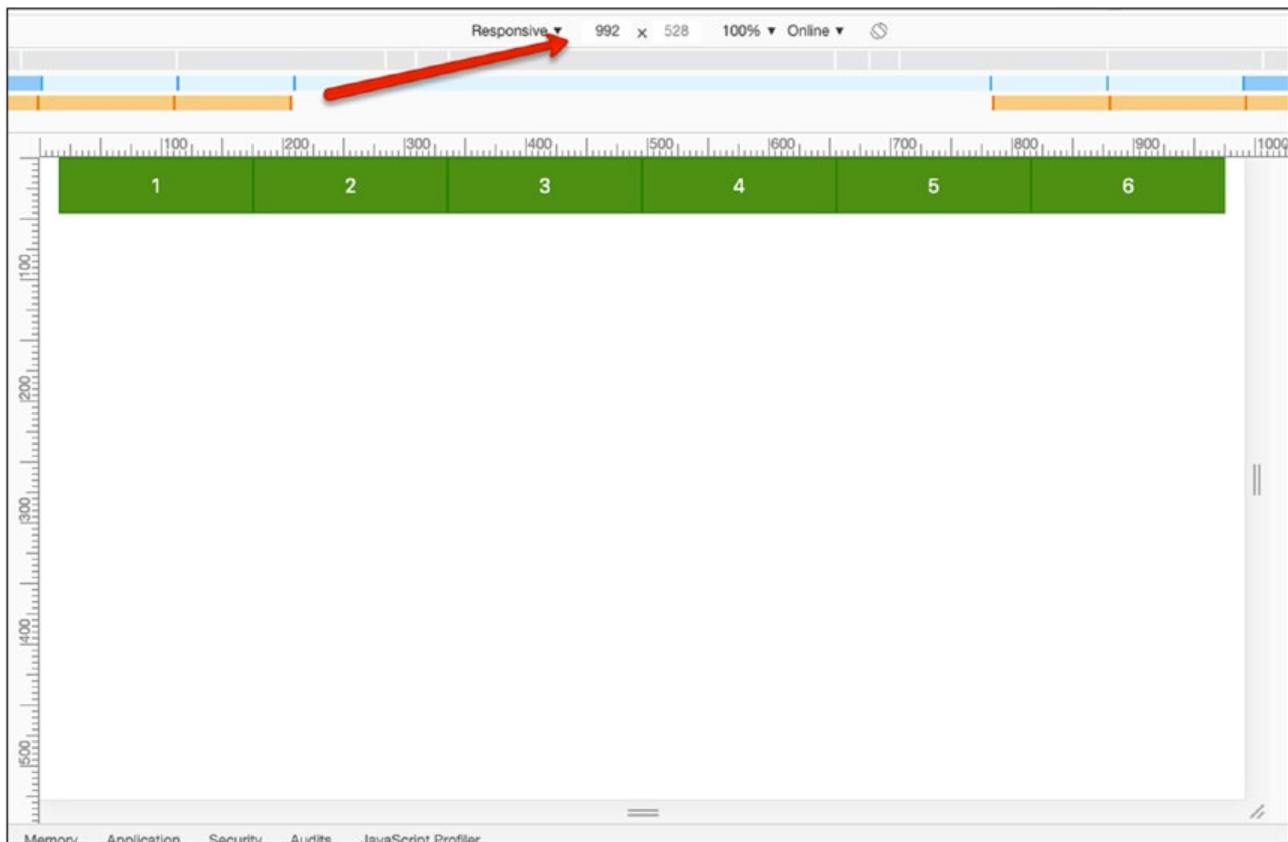 Responsive ▼ 992 x 528 100% ▼ Online ▼
100 200 300 400 500 600 700 800 900 1000
1 2 3 4 5 6
100
200
300
400
500
Memory Application Security Audits JavaScript Profiler